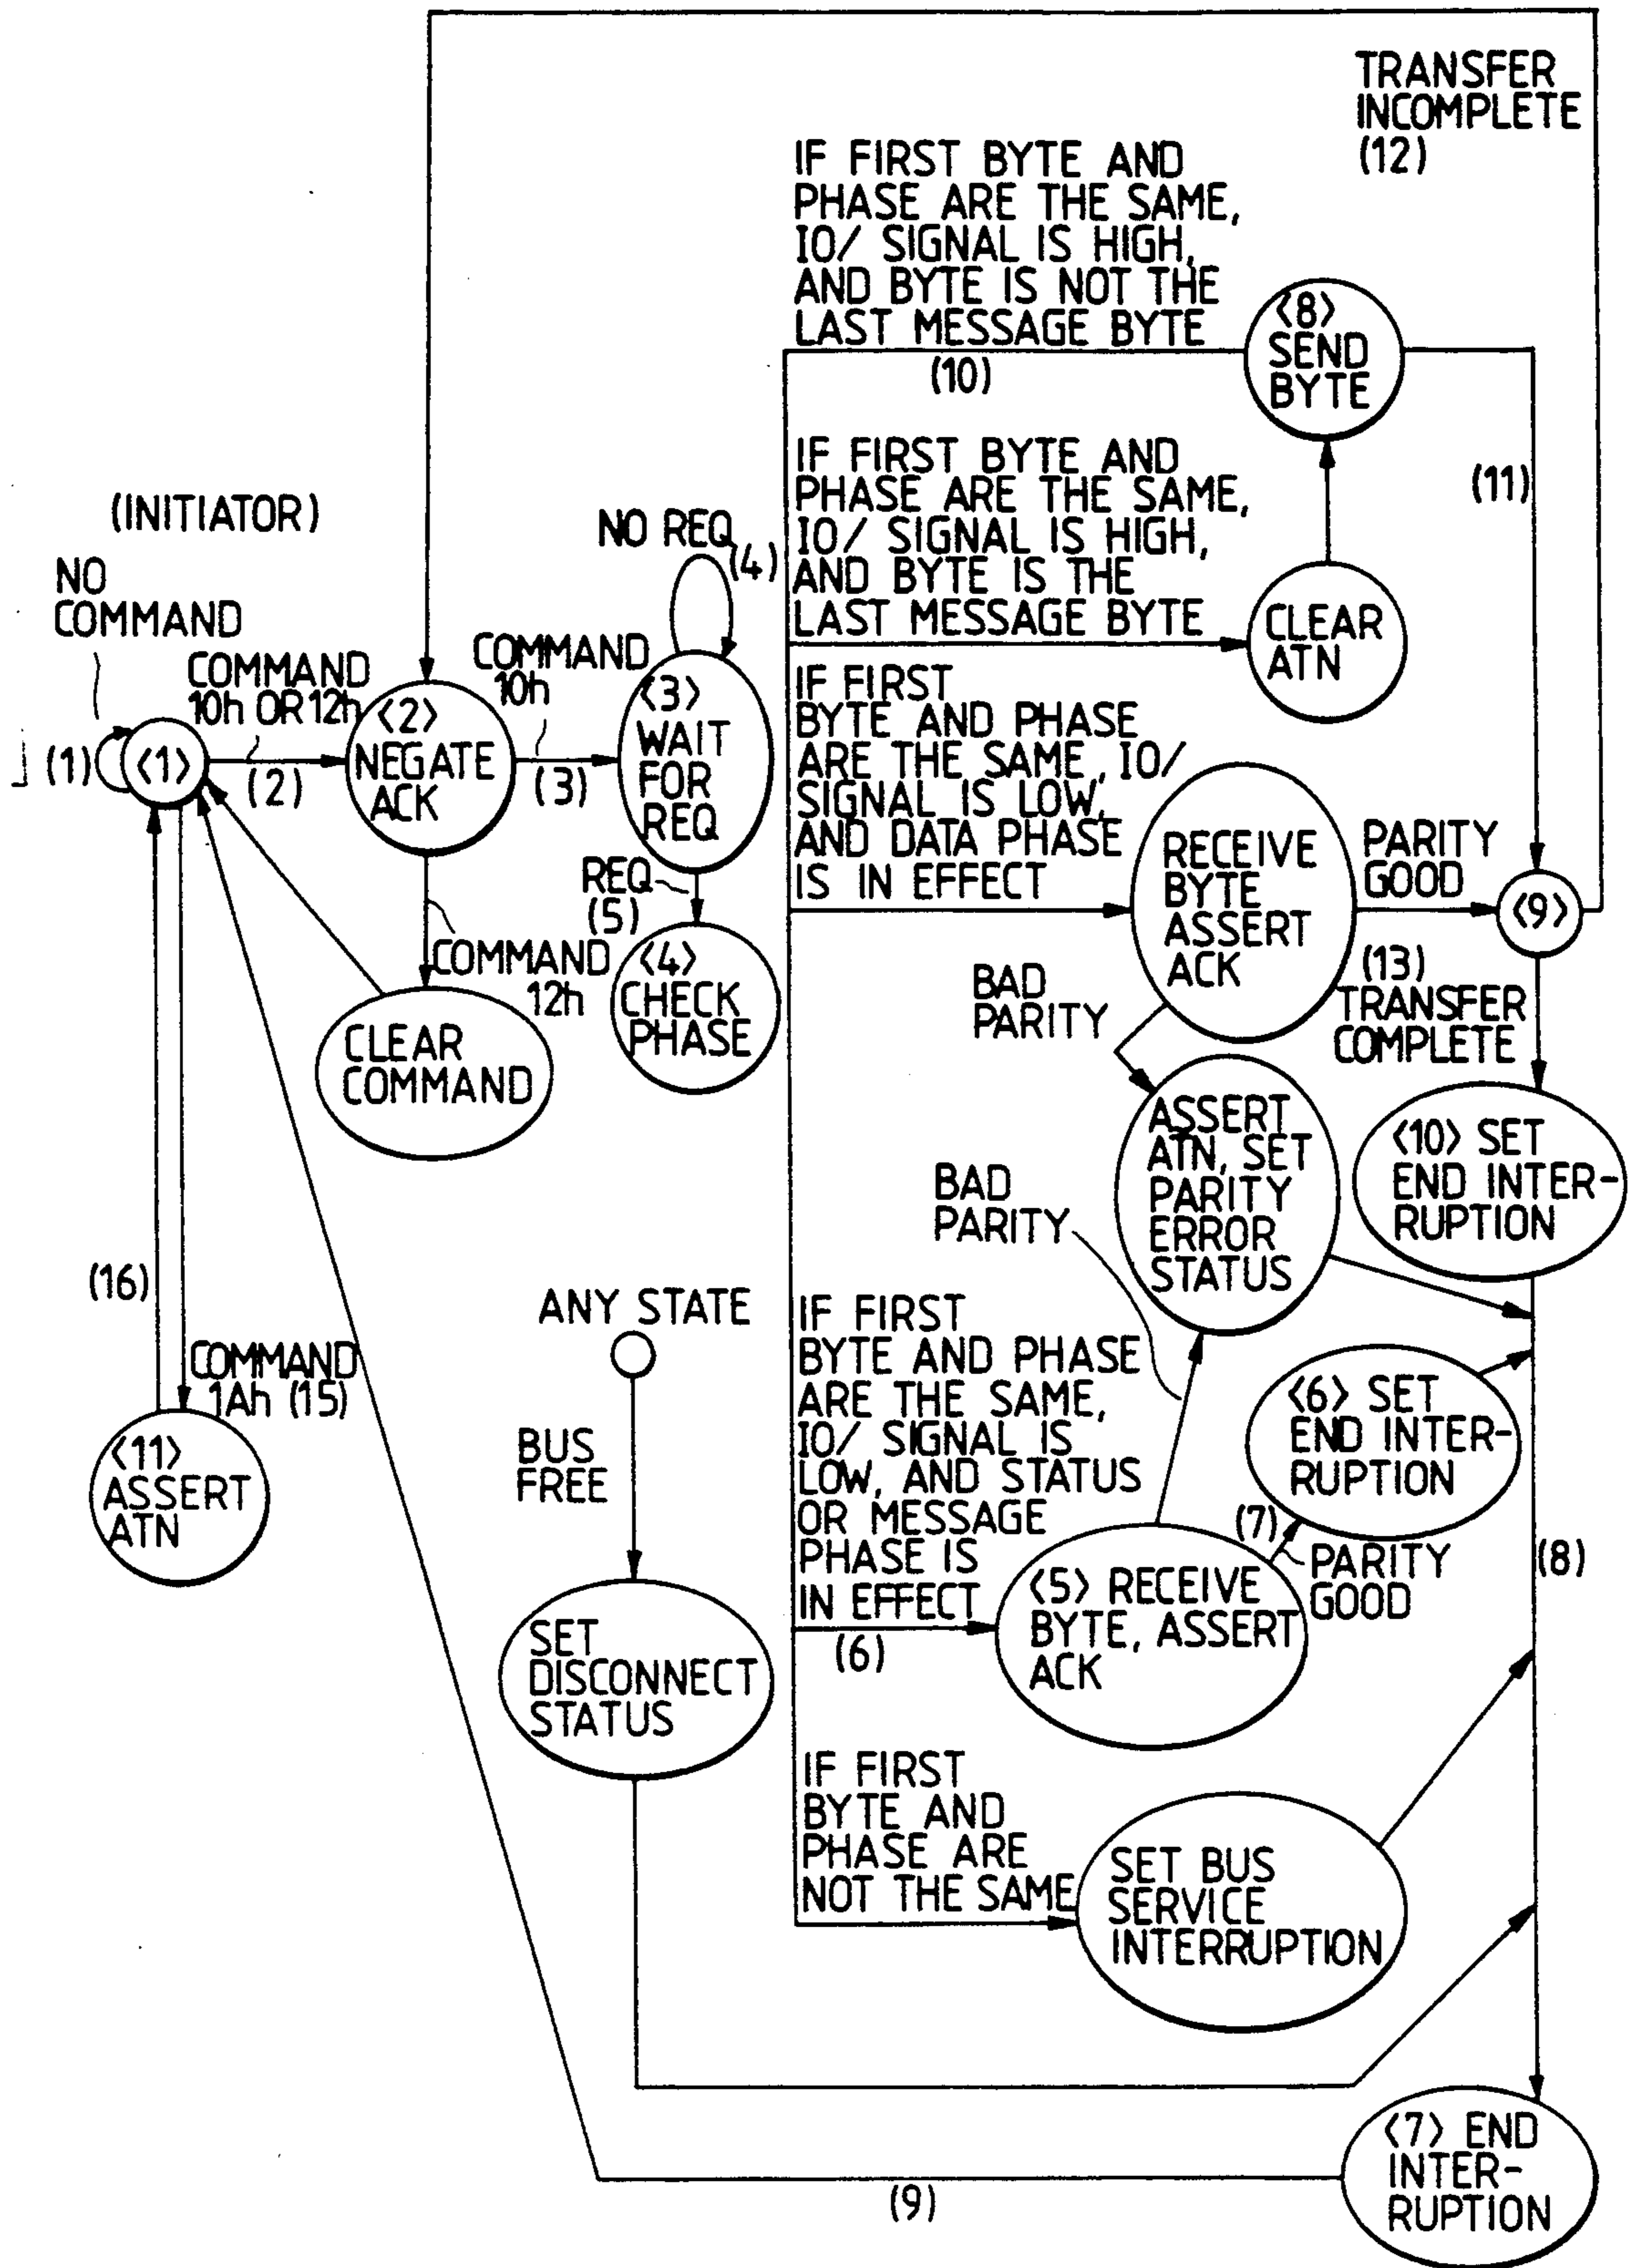 TRANSFER
INCOMPLETE
(12)
IF FIRST BYTE AND
PHASE ARE THE SAME,
IO/ SIGNAL IS HIGH,
AND BYTE IS NOT THE
LAST MESSAGE BYTE
(10)
<8>
SEND
BYTE
(11)
IF FIRST BYTE AND
PHASE ARE THE SAME,
IO/ SIGNAL IS HIGH,
AND BYTE IS THE
LAST MESSAGE BYTE
CLEAR
ATN
(INITIATOR)
NO
COMMAND
(1)
<1>
COMMAND
10h OR 12h
(2)
<2>
NEGATE
ACK
COMMAND
10h
(3)
NO REQ
(4)
<3>
WAIT
FOR
REQ
REQ
(5)
<4>
CHECK
PHASE
COMMAND
12h
CLEAR
COMMAND
IF FIRST
BYTE AND PHASE
ARE THE SAME, IO/
SIGNAL IS LOW,
AND DATA PHASE
IS IN EFFECT
RECEIVE
BYTE
ASSERT
ACK
PARITY
GOOD
<9>
(13)
TRANSFER
COMPLETE
BAD
PARITY
ASSERT
ATN, SET
PARITY
ERROR
STATUS
<10> SET
END INTER-
RUPTION
BAD
PARITY
(16)
COMMAND
1Ah (15)
<11>
ASSERT
ATN
ANY STATE
BUS
FREE
SET
DISCONNECT
STATUS
IF FIRST
BYTE AND PHASE
ARE THE SAME,
IO/ SIGNAL IS
LOW, AND STATUS
OR MESSAGE
PHASE IS
IN EFFECT
(6)
<5> RECEIVE
BYTE, ASSERT
ACK
(7)
PARITY
GOOD
<6> SET
END INTER-
RUPTION
(8)
IF FIRST
BYTE AND
PHASE ARE
NOT THE SAME
SET BUS
SERVICE
INTERRUPTION
<7> END
INTER-
RUPTION
(9)